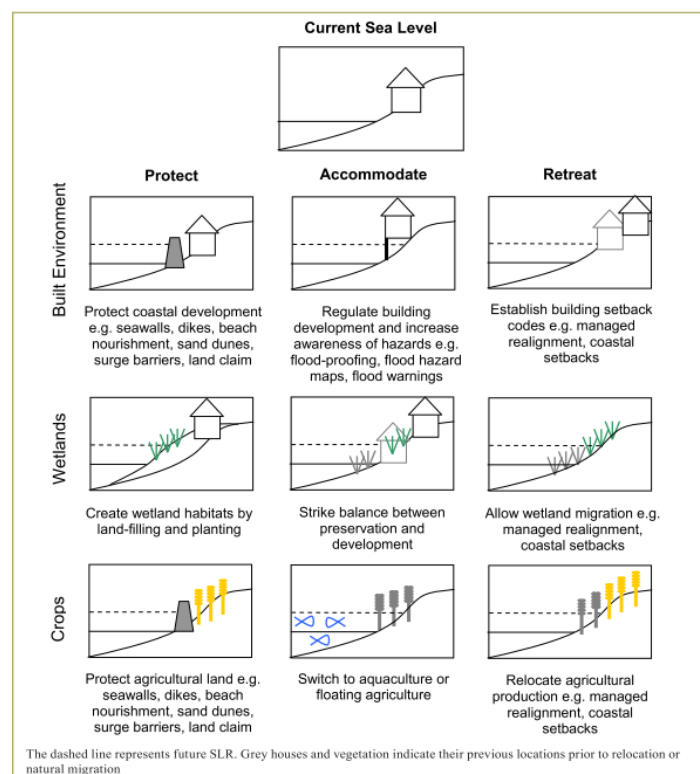 Current Sea Level
Protect
Accommodate
Retreat
Built Environment
Protect coastal development
e.g. seawalls, dikes, beach
nourishment, sand dunes,
surge barriers, land claim
Regulate building
development and increase
awareness of hazards e.g.
flood-proofing, flood hazard
maps, flood warnings
Establish building setback
codes e.g. managed
realignment, coastal
setbacks
Wetlands
Create wetland habitats by
land-filling and planting
Strike balance between
preservation and
development
Allow wetland migration e.g.
managed realignment,
coastal setbacks
Crops
Protect agricultural land e.g.
seawalls, dikes, beach
nourishment, sand dunes,
surge barriers, land claim
Switch to aquaculture or
floating agriculture
Relocate agricultural
production e.g. managed
realignment, coastal
setbacks
The dashed line represents future SLR. Grey houses and vegetation indicate their previous locations prior to relocation or
natural migration